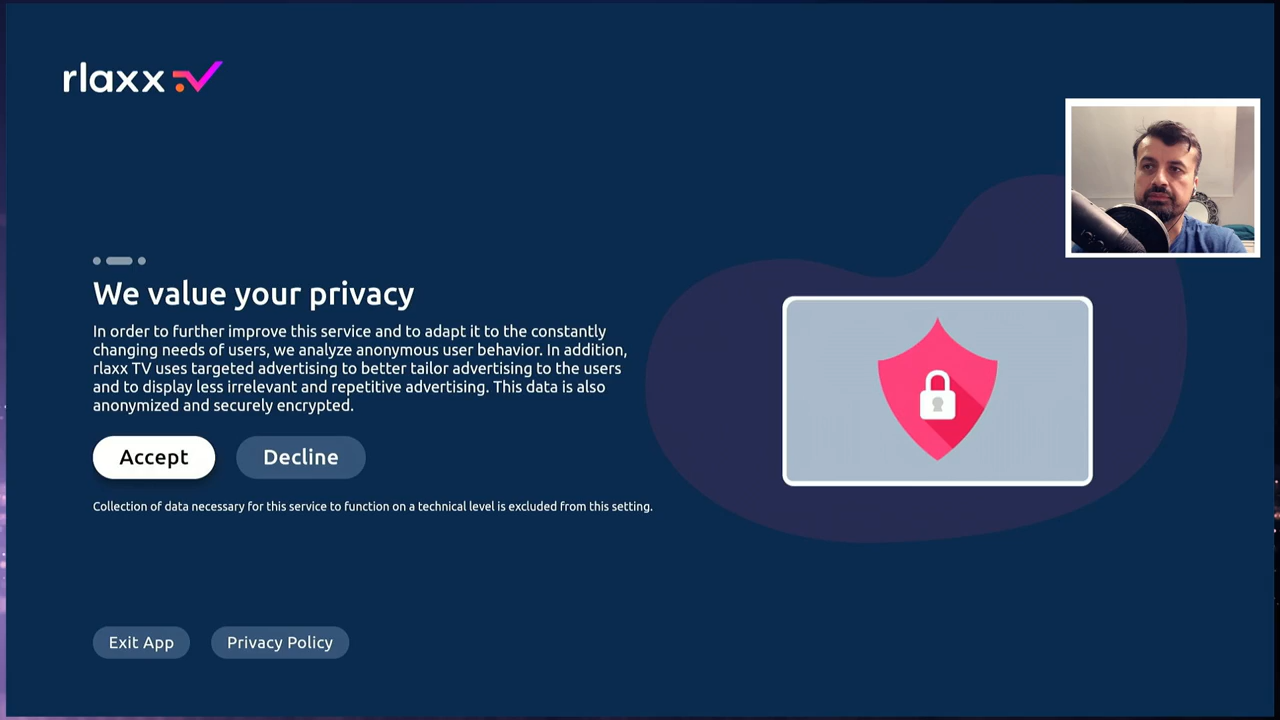 rlaxx TV
We value your privacy
In order to further improve this service and to adapt it to the constantly
changing needs of users, we analyze anonymous user behavior. In addition,
rlaxx TV uses targeted advertising to better tailor advertising to the users
and to display less irrelevant and repetitive advertising. This data is also
anonymized and securely encrypted.
Accept Decline
Collection of data necessary for this service to function on a technical level is excluded from this setting.
Exit App Privacy Policy